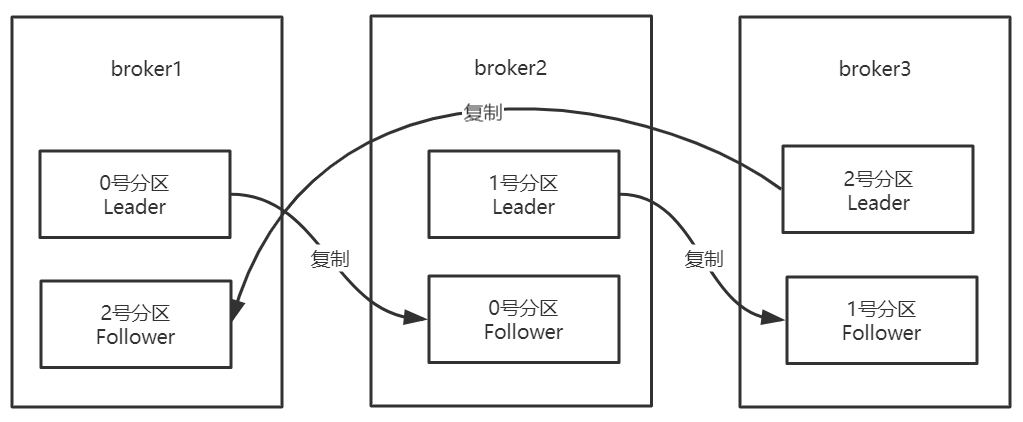 broker1
broker2
broker3
复制
0号分区
Leader
1号分区
Leader
2号分区
Leader
复制
复制
2号分区
Follower
0号分区
Follower
1号分区
Follower